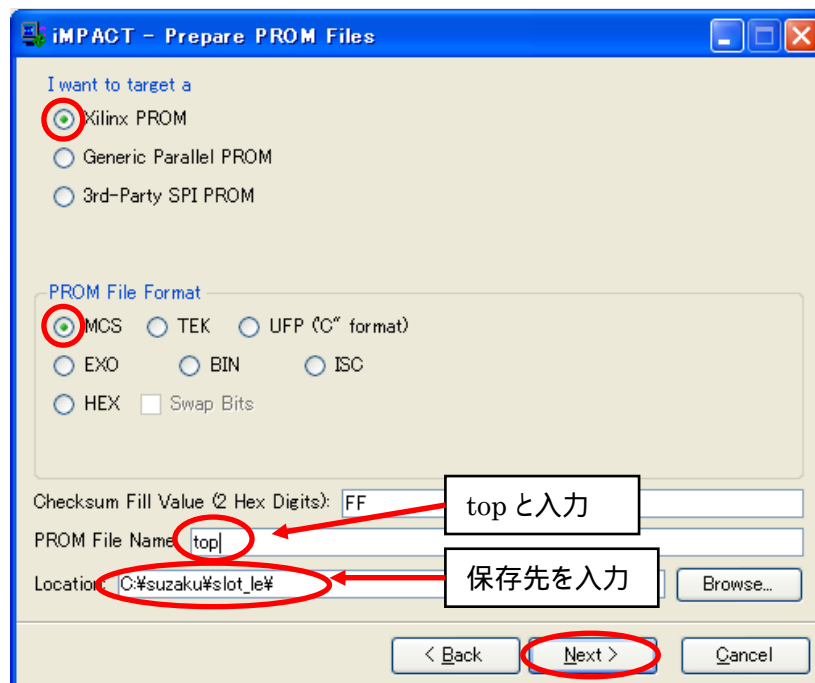 iMPACT - Prepare PROM Files
I want to target a
Xilinx PROM
Generic Parallel PROM
3rd-Party SPI PROM
PROM File Format
MCS TEK UFP ("C" format)
EXO BIN ISC
HEX Swap Bits
Checksum Fill Value (2 Hex Digits): FF
topと入力
PROM File Name: top
保存先を入力
Location: C:¥suzaku¥slot_le¥ Browse...
< Back Next > Cancel